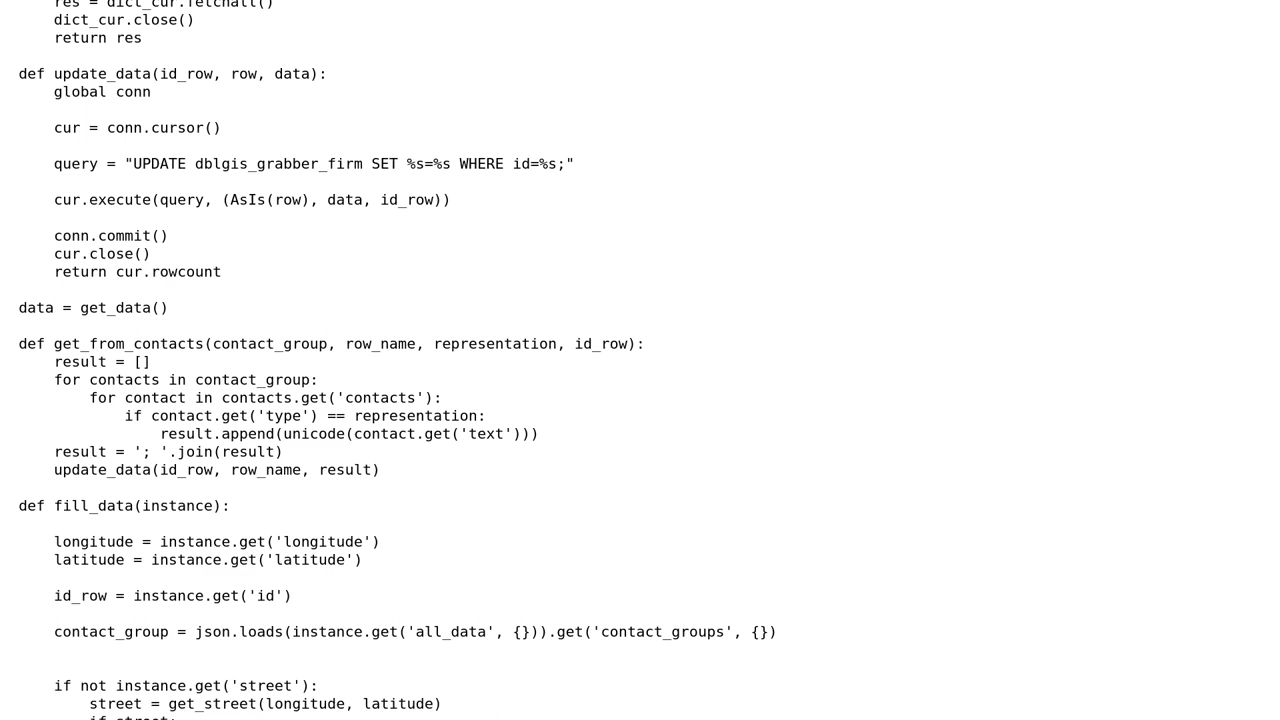 res = dict_cur.fetchall()
    dict_cur.close()
    return res

def update_data(id_row, row, data):
    global conn

    cur = conn.cursor()

    query = "UPDATE dblgis_grabber_firm SET %s=%s WHERE id=%s;"

    cur.execute(query, (AsIs(row), data, id_row))

    conn.commit()
    cur.close()
    return cur.rowcount

data = get_data()

def get_from_contacts(contact_group, row_name, representation, id_row):
    result = []
    for contacts in contact_group:
        for contact in contacts.get('contacts'):
            if contact.get('type') == representation:
                result.append(unicode(contact.get('text')))
    result = '; '.join(result)
    update_data(id_row, row_name, result)

def fill_data(instance):

    longitude = instance.get('longitude')
    latitude = instance.get('latitude')

    id_row = instance.get('id')

    contact_group = json.loads(instance.get('all_data', {})).get('contact_groups', {})


    if not instance.get('street'):
        street = get_street(longitude, latitude)
        if street: